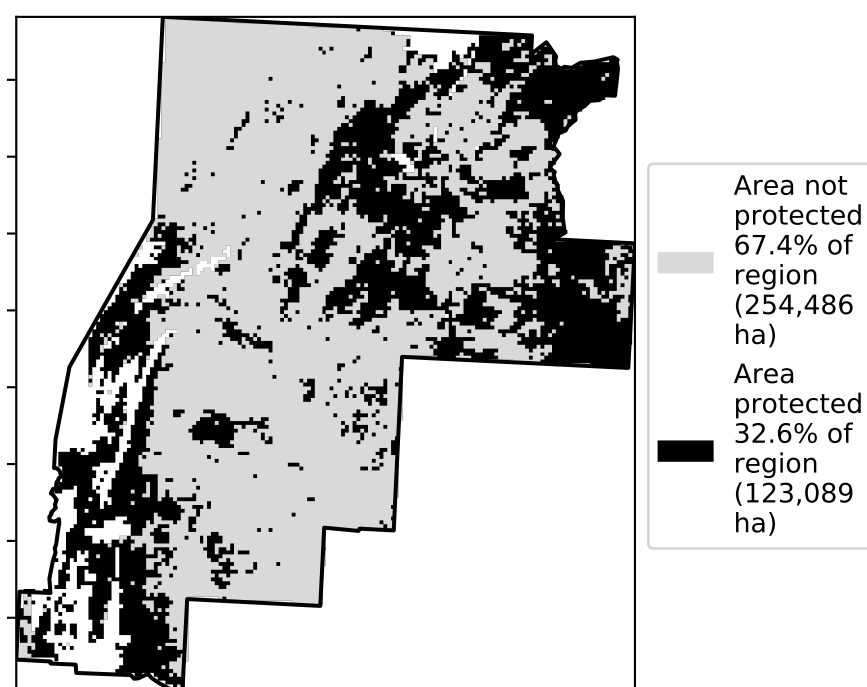 Area not
protected
67.4% of
region
(254,486
ha)
Area
protected
32.6% of
region
(123,089
ha)